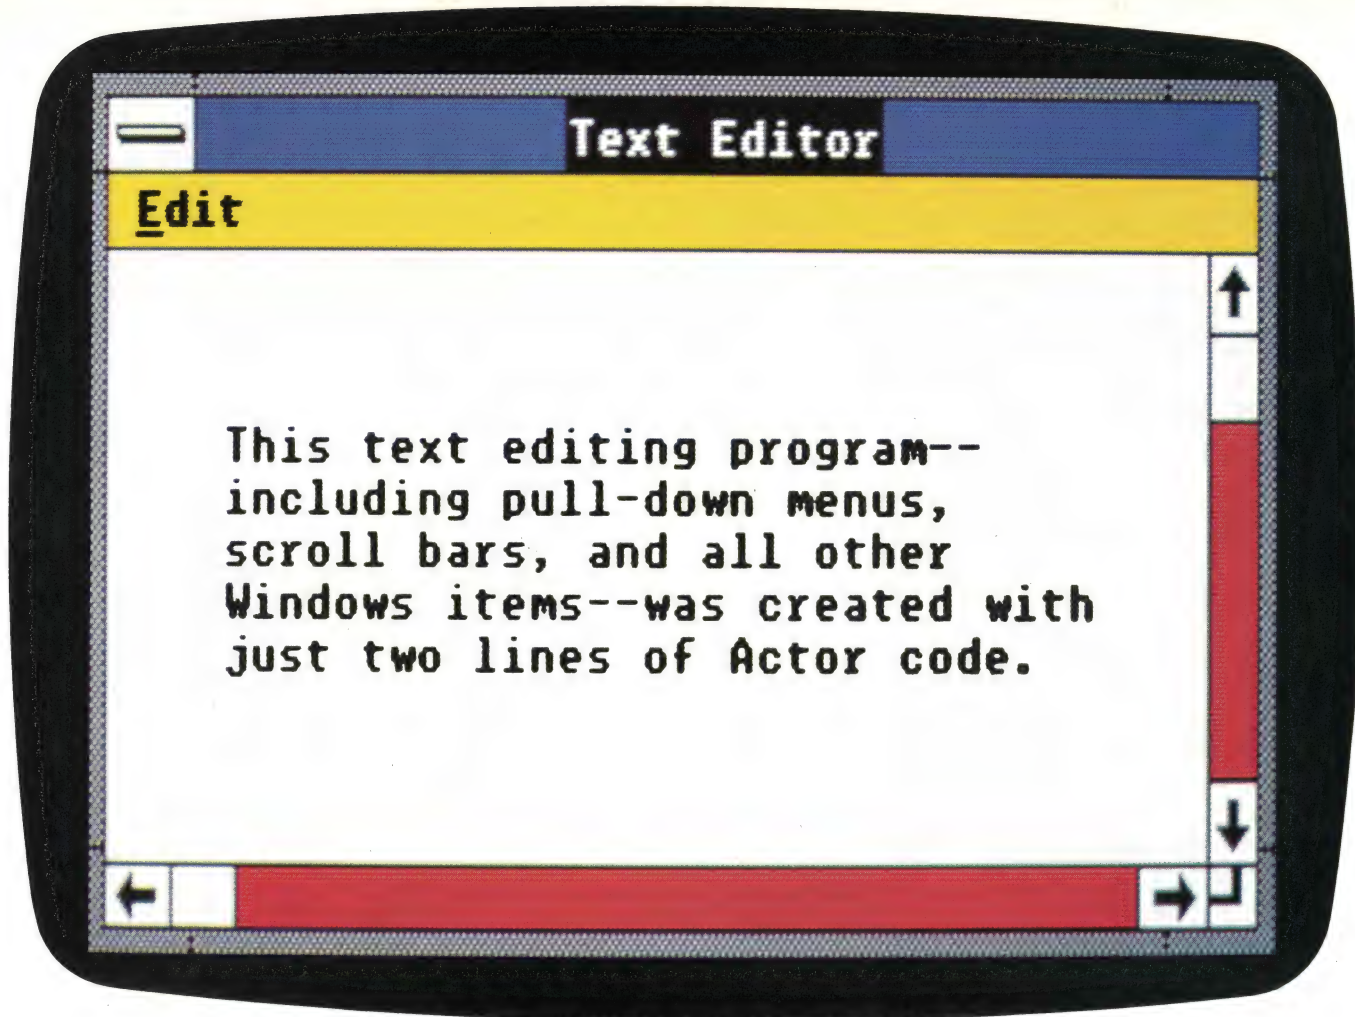 Text Editor
Edit
This text editing program--
including pull-down menus,
scroll bars, and all other
Windows items--was created with
just two lines of Actor code.